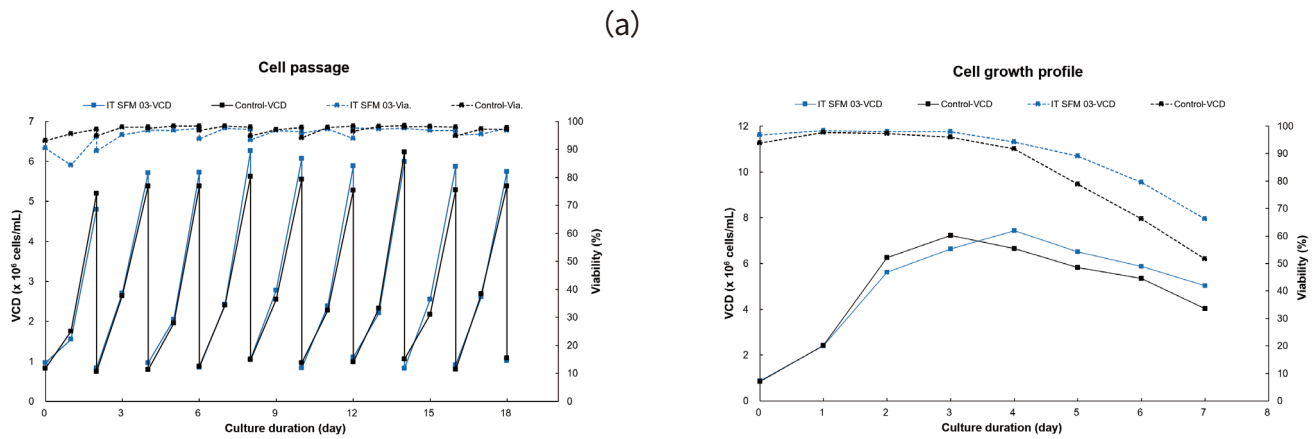 (a)
Cell passage
IT SFM 03-VCD Control-VCD IT SFM 03-Via. Control-Via.
7
6
5
4
3
2
1
0
VCD (x 10⁶ cells/mL)
100
90
80
70
60
50
40
30
20
10
0
Viability (%)
0 3 6 9 12 15 18
Culture duration (day)
Cell growth profile
IT SFM 03-VCD Control-VCD IT SFM 03-VCD Control-VCD
12
10
8
6
4
2
0
VCD (x 10⁶ cells/mL)
100
90
80
70
60
50
40
30
20
10
0
Viability (%)
0 1 2 3 4 5 6 7 8
Culture duration (day)